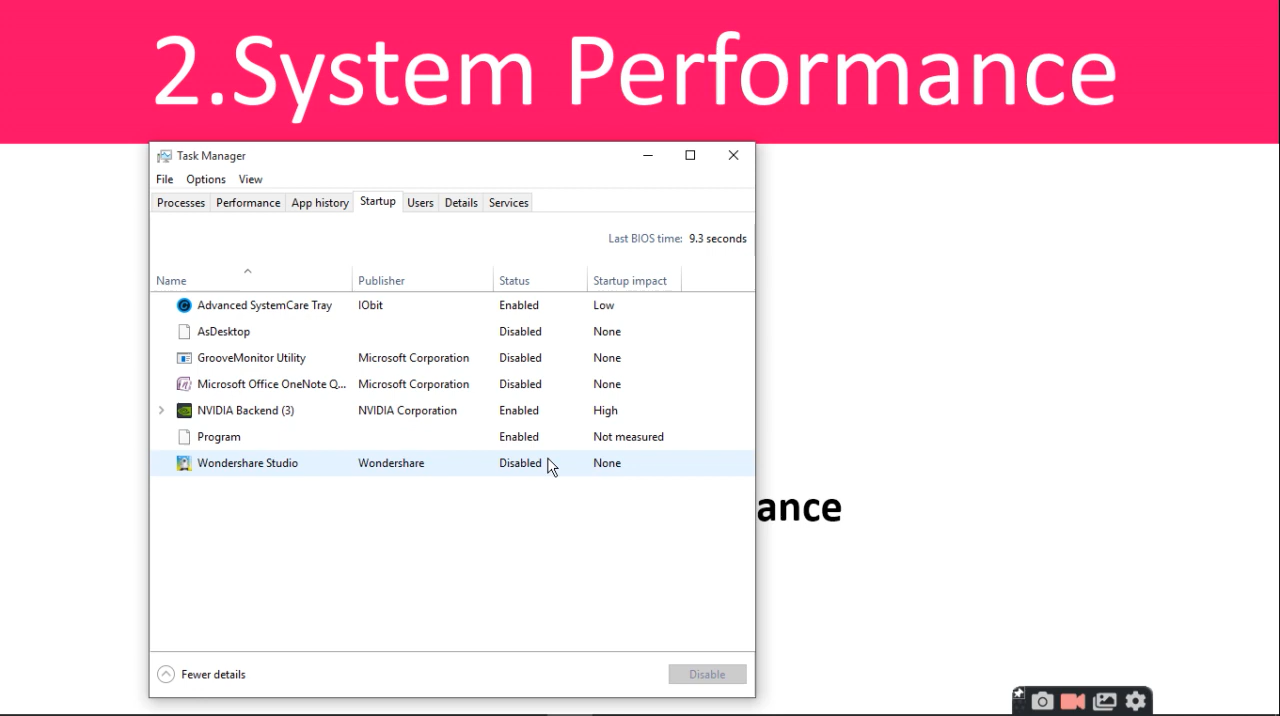 2.System Performance
Task Manager
File Options View
Processes Performance App history Startup Users Details Services
Last BIOS time: 9.3 seconds
Name Publisher Status Startup impact
Advanced SystemCare Tray IObit Enabled Low
AsDesktop Disabled None
GrooveMonitor Utility Microsoft Corporation Disabled None
Microsoft Office OneNote Q... Microsoft Corporation Disabled None
NVIDIA Backend (3) NVIDIA Corporation Enabled High
Program Enabled Not measured
Wondershare Studio Wondershare Disabled None
ance
Fewer details Disable